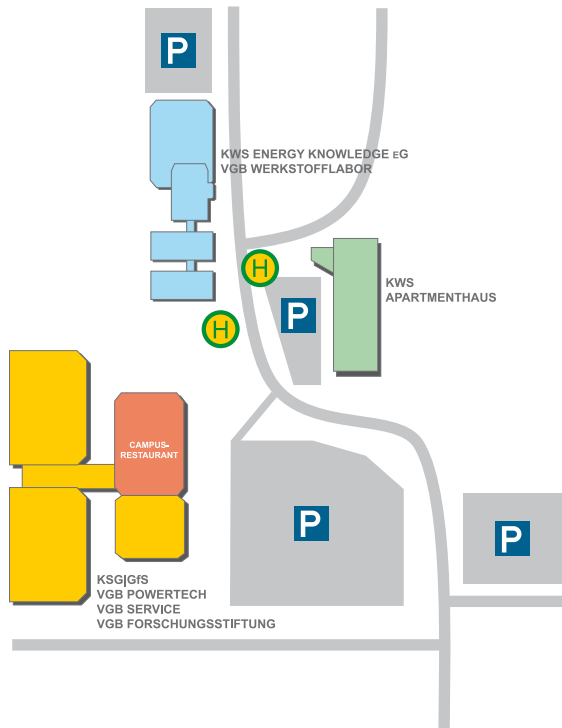 P
KWS ENERGY KNOWLEDGE EG
VGB WERKSTOFFLABOR
H
KWS
APARTMENTHAUS
P
H
CAMPUS-
RESTAURANT
P
P
KSG|GfS
VGB POWERTECH
VGB SERVICE
VGB FORSCHUNGSSTIFTUNG